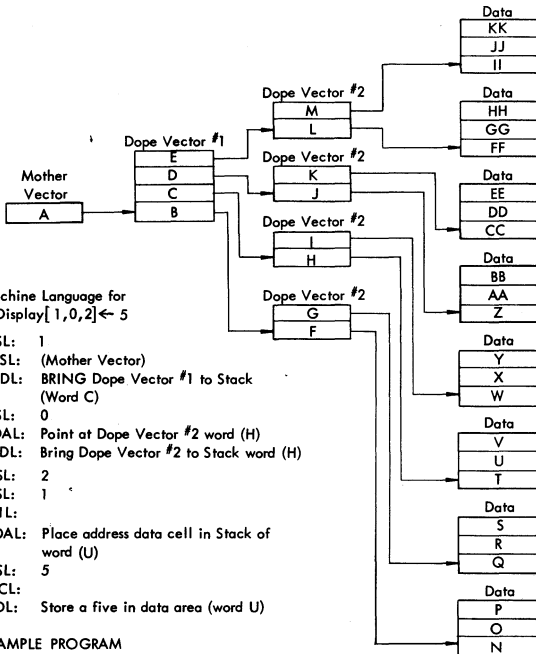 Data
KK
JJ
II
Dope Vector #2
M
L
Data
HH
GG
FF
Dope Vector #1
E
D
C
B
Mother
Vector
A
Dope Vector #2
K
J
Data
EE
DD
CC
Dope Vector #2
I
H
Data
BB
AA
Z
Dope Vector #2
G
F
Data
Y
X
W
Data
V
U
T
Data
S
R
Q
Data
P
O
N
chine Language for
Display[ 1,0,2]← 5
SL: 1
SL: (Mother Vector)
DL: BRING Dope Vector #1 to Stack
(Word C)
SL: 0
OAL: Point at Dope Vector #2 word (H)
DL: Bring Dope Vector #2 to Stack word (H)
SL: 2
SL: 1
1L:
OAL: Place address data cell in Stack of
word (U)
SL: 5
CL:
OL: Store a five in data area (word U)
AMPLE PROGRAM